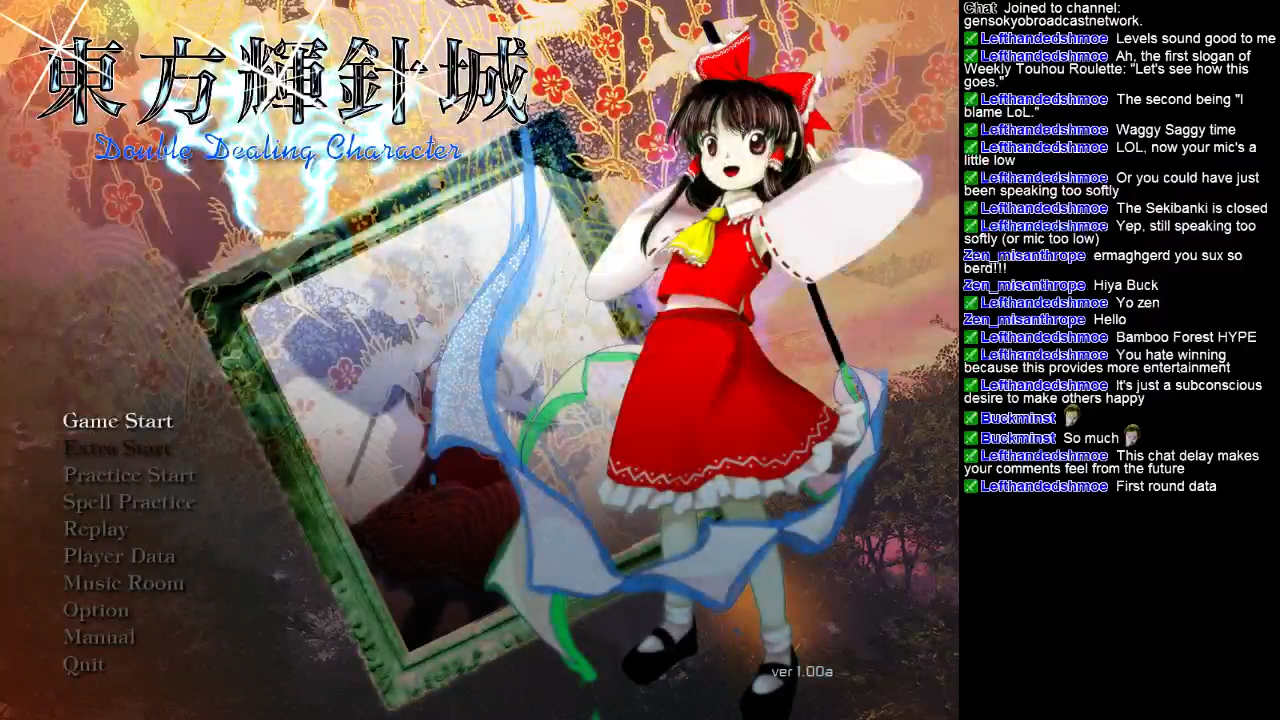 東方輝針城
Double Dealing Character
Game Start
Extra Start
Practice Start
Spell Practice
Replay
Player Data
Music Room
Option
Manual
Quit
ver 1.00a
Chat Joined to channel:
gensokyobroadcastnetwork.
Lefthandedshmoe Levels sound good to me
Lefthandedshmoe Ah, the first slogan of
Weekly Touhou Roulette: "Let's see how this
goes."
Lefthandedshmoe The second being "I
blame LoL."
Lefthandedshmoe Waggy Saggy time
Lefthandedshmoe LOL, now your mic's a
little low
Lefthandedshmoe Or you could have just
been speaking too softly
Lefthandedshmoe The Sekibanki is closed
Lefthandedshmoe Yep, still speaking too
softly (or mic too low)
Zen_misanthrope ermaghgerd you sux so
berd!!!
Zen_misanthrope Hiya Buck
Lefthandedshmoe Yo zen
Zen_misanthrope Hello
Lefthandedshmoe Bamboo Forest HYPE
Lefthandedshmoe You hate winning
because this provides more entertainment
Lefthandedshmoe It's just a subconscious
desire to make others happy
Buckminst
Buckminst So much
Lefthandedshmoe This chat delay makes
your comments feel from the future
Lefthandedshmoe First round data